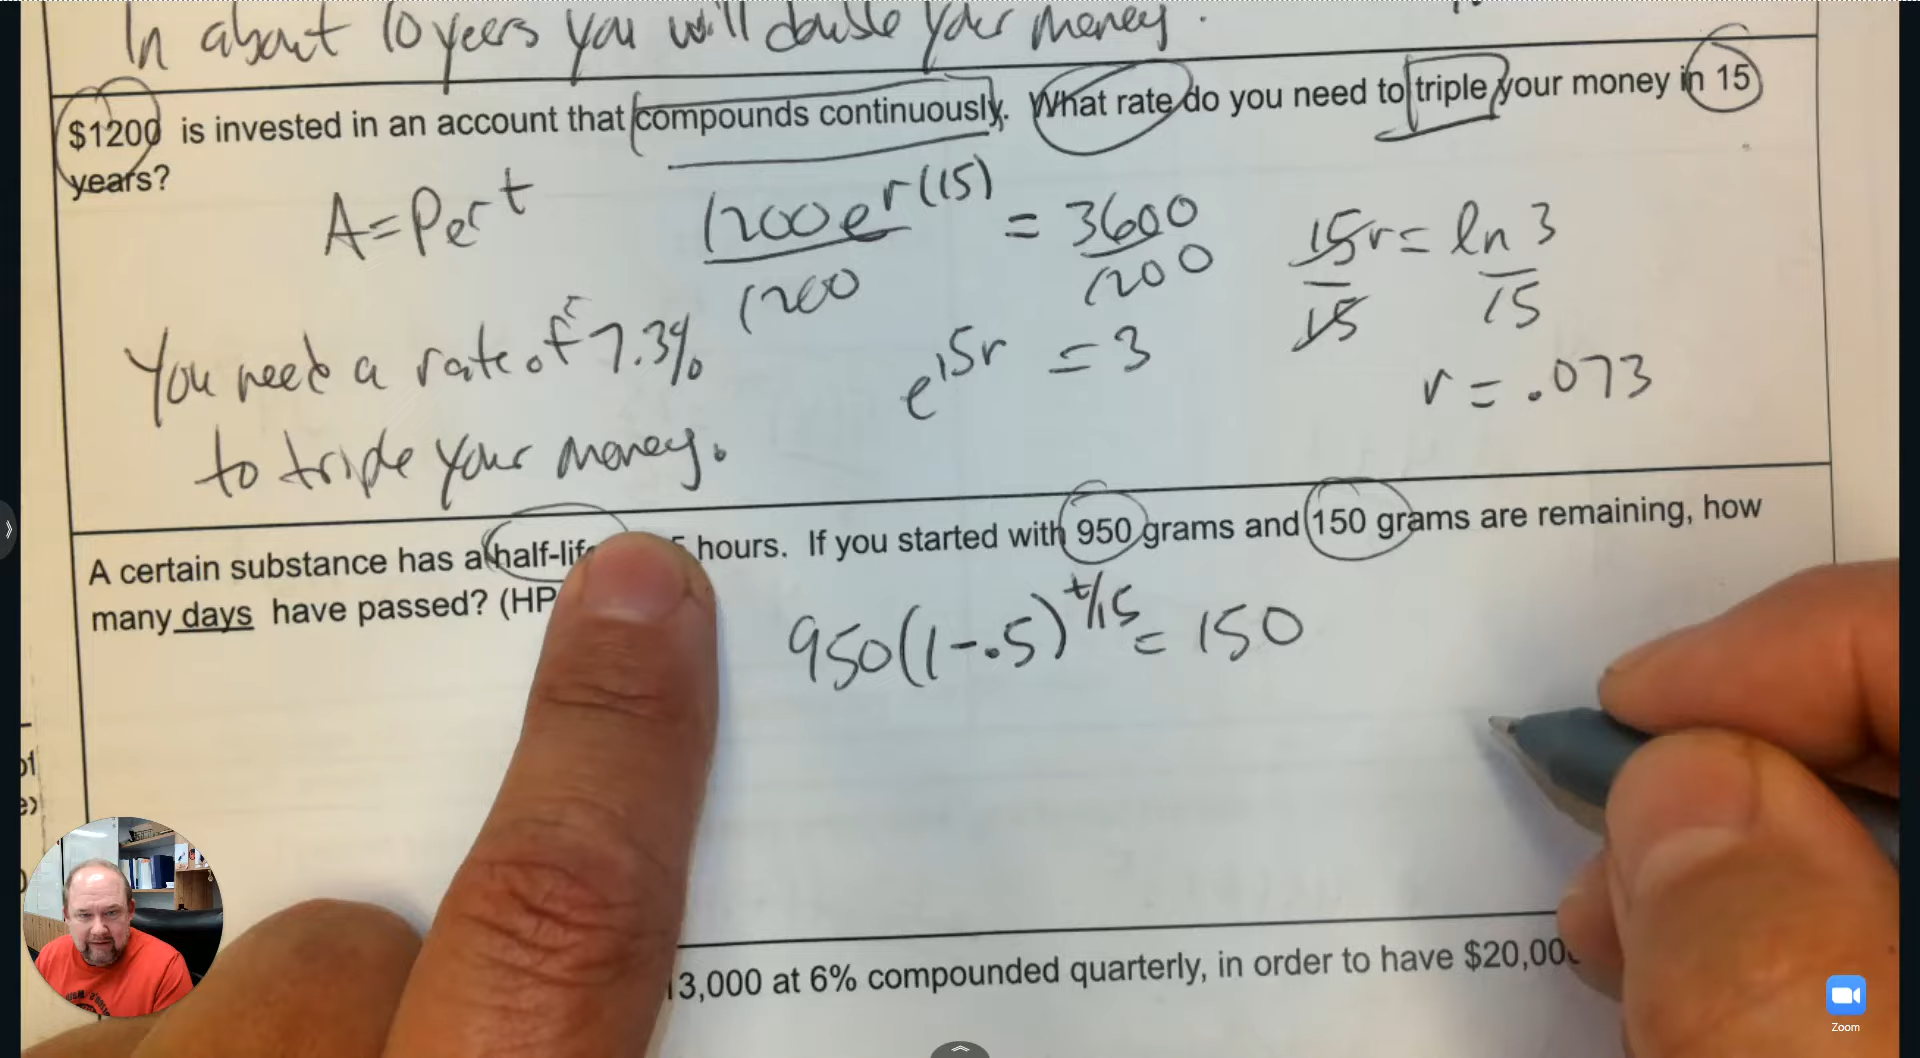 In about 10 years you will double your money.
$1200 is invested in an account that compounds continuously. What rate do you need to triple your money in 15
years?
A=Pert
1200e^r(15) = 3600
1200 1200
e^15r = 3
15r = ln 3
15 15
r = .073
You need a rate of 7.3%
to triple your money.
A certain substance has a half-lif 5 hours. If you started with 950 grams and 150 grams are remaining, how
many days have passed? (HP
950(1-.5)^t/15 = 150
3,000 at 6% compounded quarterly, in order to have $20,00
Zoom